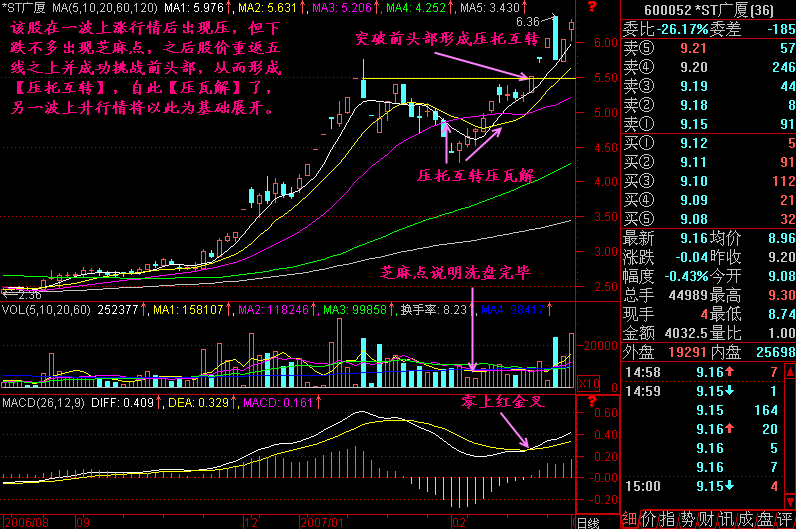 *ST广厦 MA(5,10,20,60,120) MA1: 5.976↑, MA2: 5.631↑, MA3: 5.206↑, MA4: 4.252↑, MA5: 3.430↑
该股在一波上涨行情后出现压，但下
跌不多出现芝麻点，之后股价重返五
线之上并成功挑战前头部，从而形成
【压托互转】，自此【压瓦解】了，
另一波上升行情将以此为基础展开。
6.36
突破前头部形成压托互转
压托互转压瓦解
芝麻点说明洗盘完毕
2.36
?
6.00
5.50
5.00
4.50
4.00
3.50
3.00
2.50
VOL(5,10,20,60) 252377↑, MA1: 158107↑, MA2: 118246↑, MA3: 99858↑, 换手率: 8.23↑, MA4: 98417↑
20000
10000
X10
MACD(26,12,9) DIFF: 0.409↑, DEA: 0.329↑, MACD: 0.161↑
零上红金叉
?
0.60
0.40
0.20
0.00
-0.20
2006/08
09
12
2007/01
02
日线
600052 *ST广厦(36)
委比 -26.17% 委差 -185
卖⑤ 9.21 57
卖④ 9.20 246
卖③ 9.19 44
卖② 9.18 8
卖① 9.15 91
买① 9.12 5
买② 9.11 91
买③ 9.10 112
买④ 9.09 21
买⑤ 9.08 32
最新 9.16 均价 8.96
涨跌 -0.04 昨收 9.20
幅度 -0.43% 今开 9.08
总手 44989 最高 9.30
现手 4 最低 8.74
金额 4032.5 量比 1.00
外盘 19291 内盘 25698
14:58 9.16↑ 7
14:59 9.15↓ 1
9.15 164
9.16↑ 20
9.16 5
9.16 7
15:00 9.15↓ 4
细价指势财讯成盘评